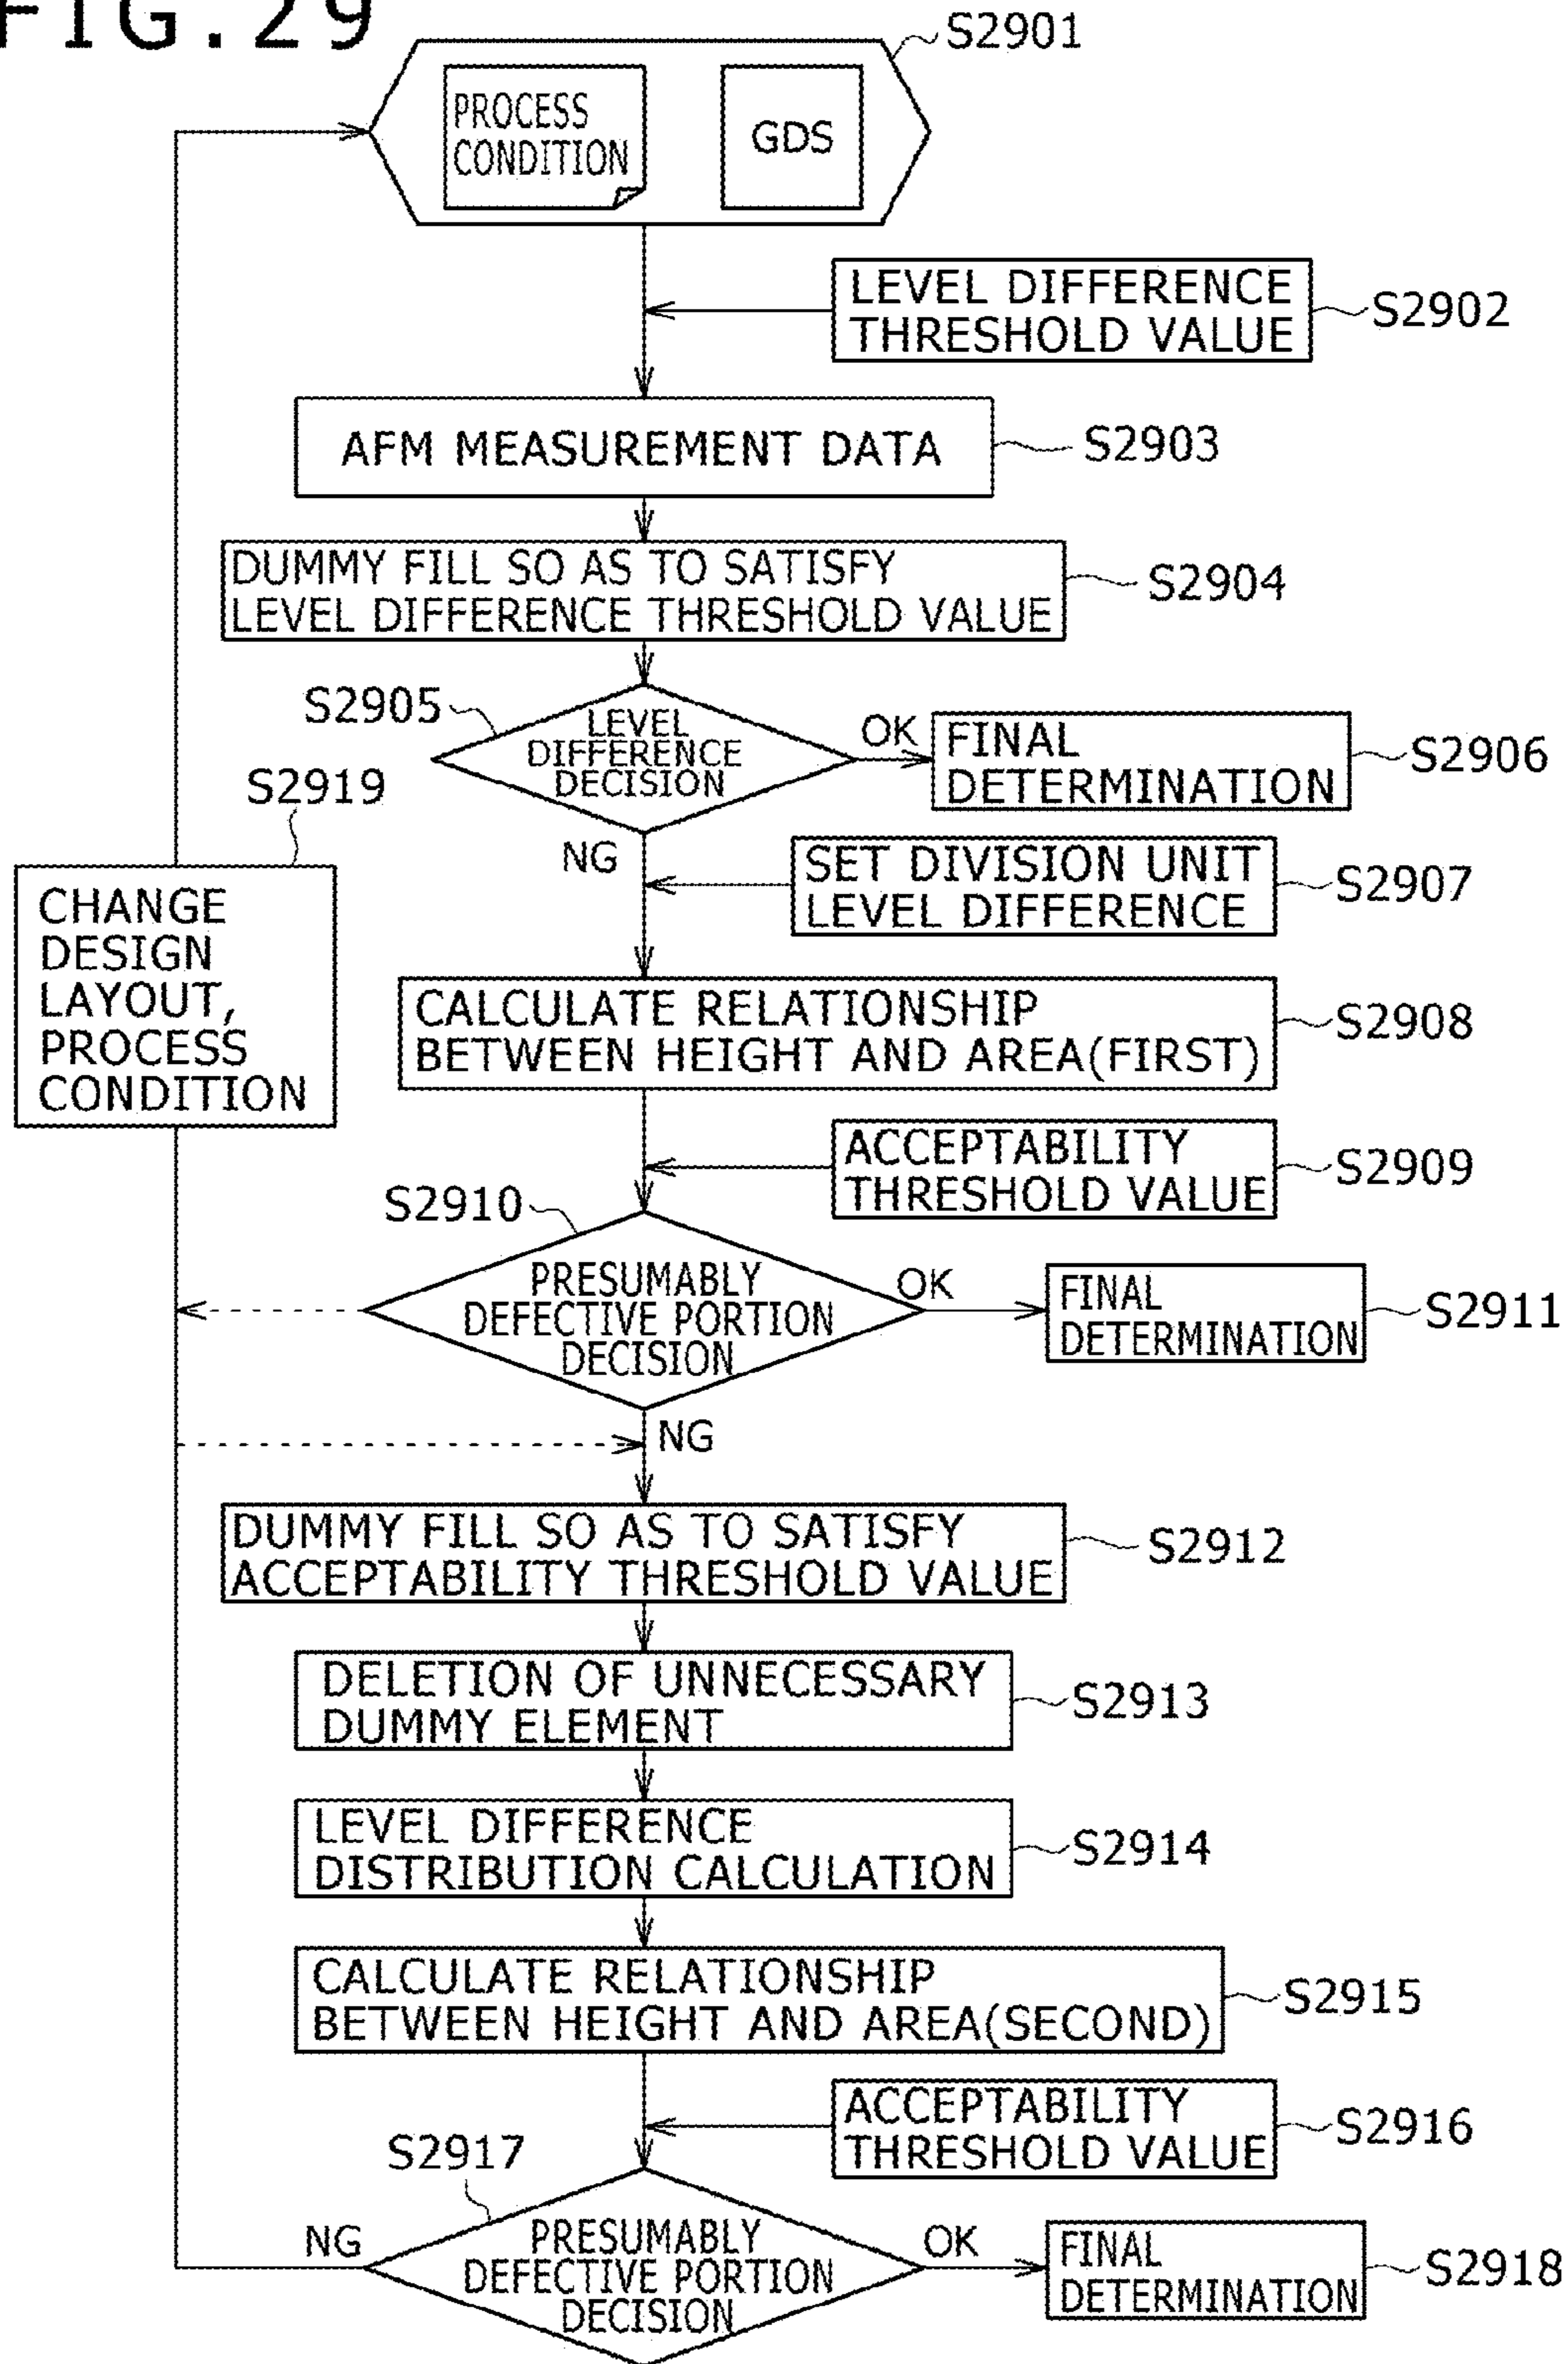 FIG.29
S2901
PROCESS
CONDITION
GDS
LEVEL DIFFERENCE
THRESHOLD VALUE
S2902
AFM MEASUREMENT DATA
S2903
DUMMY FILL SO AS TO SATISFY
LEVEL DIFFERENCE THRESHOLD VALUE
S2904
S2905
LEVEL
DIFFERENCE
DECISION
OK
FINAL
DETERMINATION
S2906
S2919
NG
SET DIVISION UNIT
LEVEL DIFFERENCE
S2907
CHANGE
DESIGN
LAYOUT,
PROCESS
CONDITION
CALCULATE RELATIONSHIP
BETWEEN HEIGHT AND AREA(FIRST)
S2908
ACCEPTABILITY
THRESHOLD VALUE
S2909
S2910
PRESUMABLY
DEFECTIVE PORTION
DECISION
OK
FINAL
DETERMINATION
S2911
NG
DUMMY FILL SO AS TO SATISFY
ACCEPTABILITY THRESHOLD VALUE
S2912
DELETION OF UNNECESSARY
DUMMY ELEMENT
S2913
LEVEL DIFFERENCE
DISTRIBUTION CALCULATION
S2914
CALCULATE RELATIONSHIP
BETWEEN HEIGHT AND AREA(SECOND)
S2915
ACCEPTABILITY
THRESHOLD VALUE
S2916
S2917
NG
PRESUMABLY
DEFECTIVE PORTION
DECISION
OK
FINAL
DETERMINATION
S2918